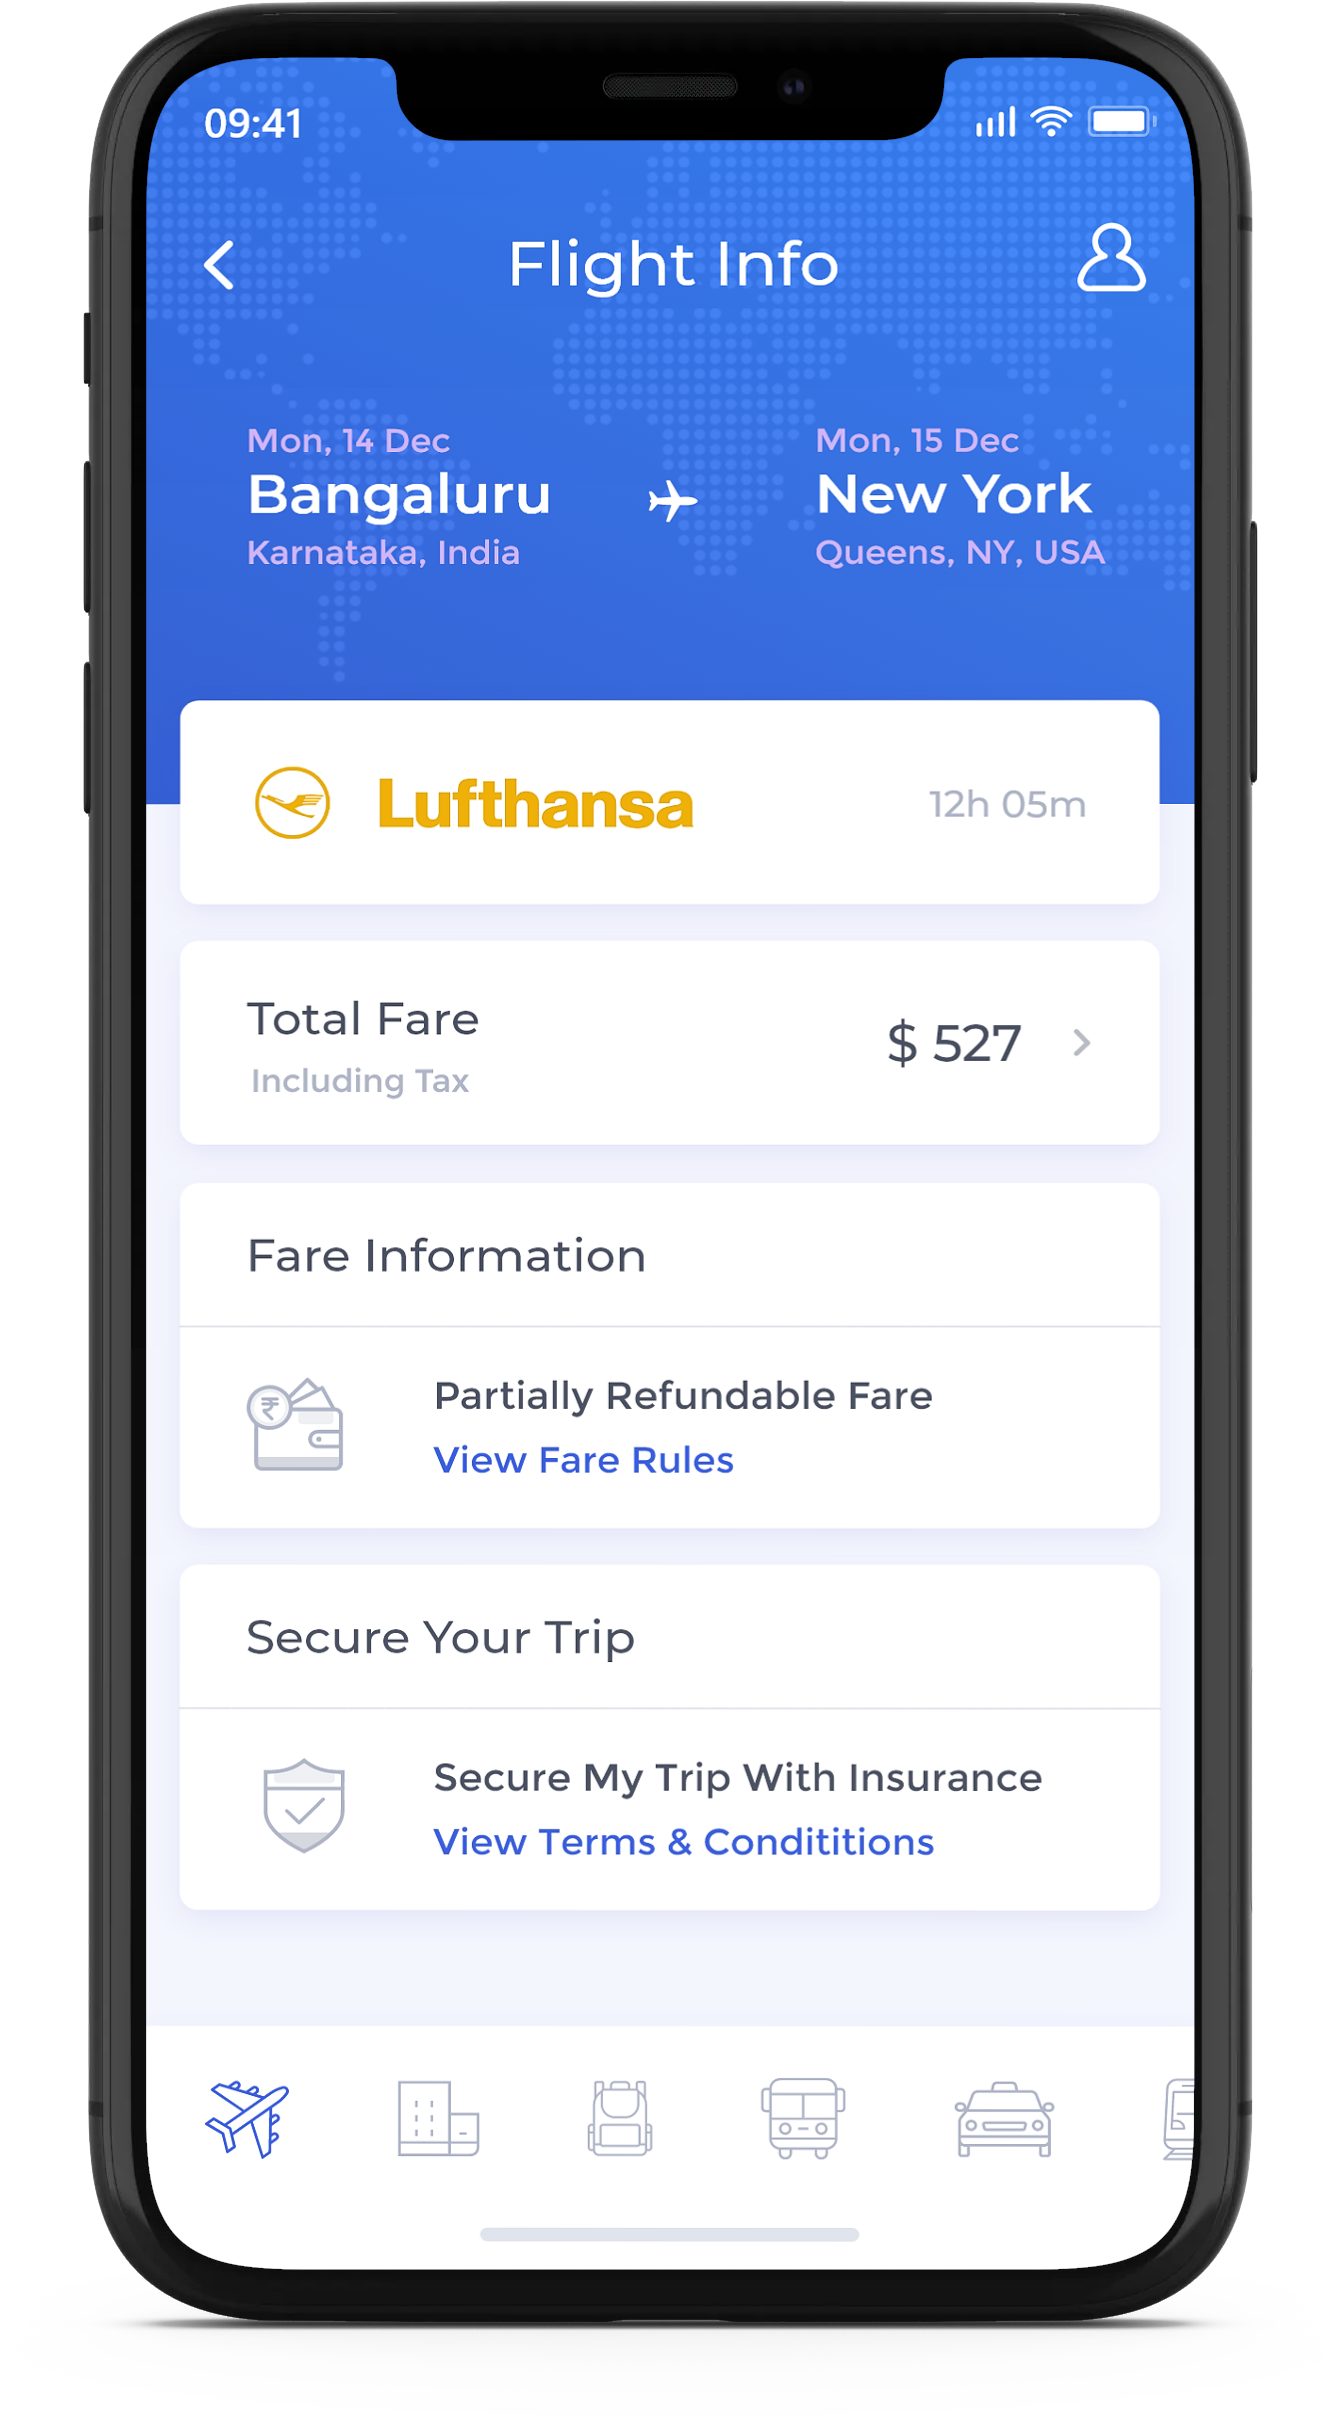 09:41
Flight Info
Mon, 14 Dec
Bangaluru
Karnataka, India
Mon, 15 Dec
New York
Queens, NY, USA
Lufthansa
12h 05m
Total Fare
Including Tax
$ 527
Fare Information
₹
Partially Refundable Fare
View Fare Rules
Secure Your Trip
Secure My Trip With Insurance
View Terms & Condititions